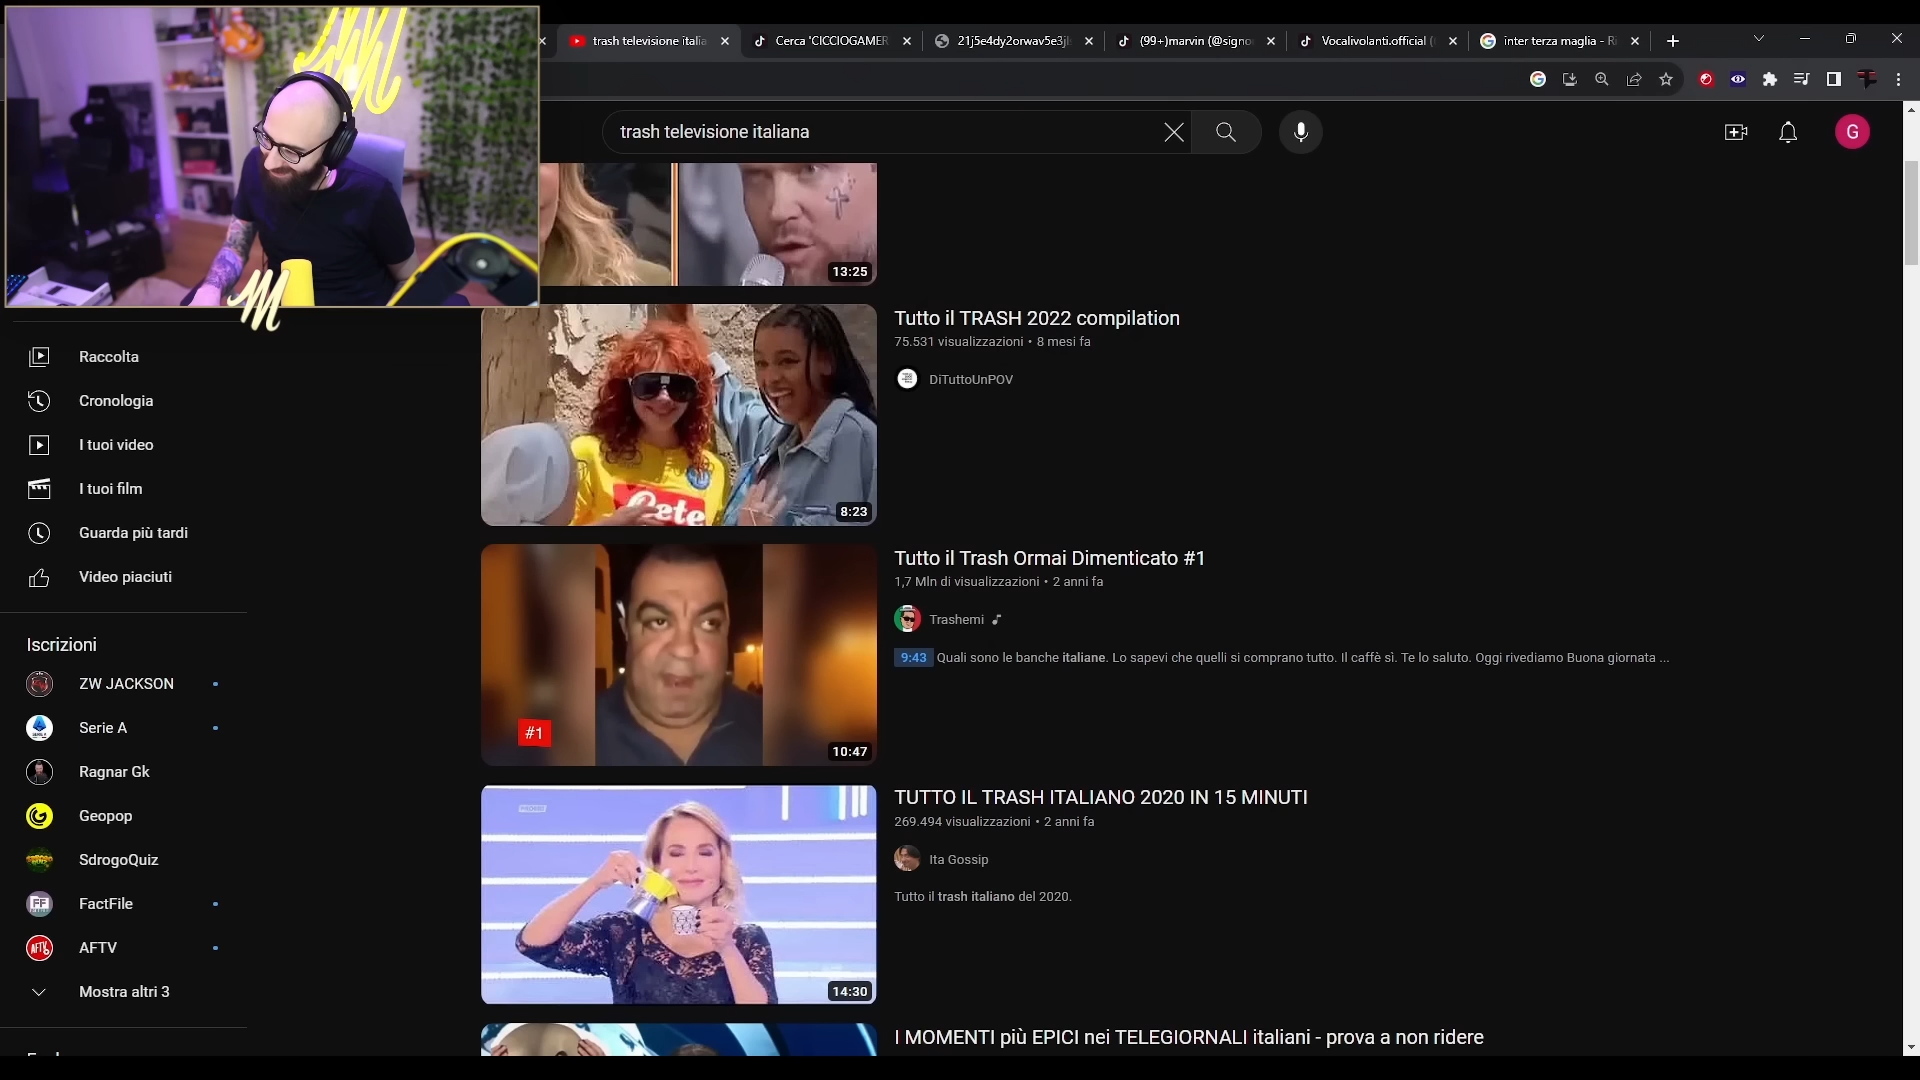 trash televisione italia
Cerca 'CICCIOGAMER
21j5e4dy2orwav5e3jl
(99+)marvin (@signo
Vocalivolanti.official (
inter terza maglia - Ri
trash televisione italiana
G
13:25
Raccolta
Cronologia
I tuoi video
I tuoi film
Guarda più tardi
Video piaciuti
Iscrizioni
ZW JACKSON
Serie A
Ragnar Gk
Geopop
SdrogoQuiz
FF
FactFile
AFTV
AFTV
Mostra altri 3
Lete
8:23
Tutto il TRASH 2022 compilation
75.531 visualizzazioni • 8 mesi fa
DiTuttoUnPOV
#1
10:47
Tutto il Trash Ormai Dimenticato #1
1,7 Mln di visualizzazioni • 2 anni fa
Trashemi
9:43 Quali sono le banche italiane. Lo sapevi che quelli si comprano tutto. Il caffè sì. Te lo saluto. Oggi rivediamo Buona giornata ...
14:30
TUTTO IL TRASH ITALIANO 2020 IN 15 MINUTI
269.494 visualizzazioni • 2 anni fa
Ita Gossip
Tutto il trash italiano del 2020.
I MOMENTI più EPICI nei TELEGIORNALI italiani - prova a non ridere